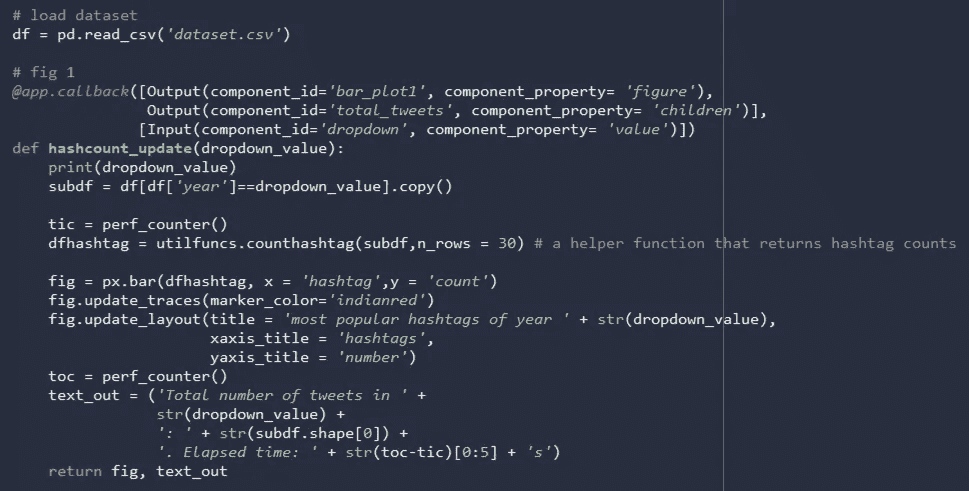 # load dataset
df = pd.read_csv('dataset.csv')
# fig 1
@app.callback([Output(component_id='bar_plot1', component_property= 'figure'),
Output(component_id='total_tweets', component_property= 'children')],
[Input(component_id='dropdown', component_property= 'value')])
def hashcount_update(dropdown_value):
print(dropdown_value)
subdf = df[df['year']==dropdown_value].copy()
tic = perf_counter()
dfhashtag = utilfuncs.counthashtag(subdf,n_rows = 30) # a helper function that returns hashtag counts
fig = px.bar(dfhashtag, x = 'hashtag',y = 'count')
fig.update_traces(marker_color='indianred')
fig.update_layout(title = 'most popular hashtags of year ' + str(dropdown_value),
xaxis_title = 'hashtags',
yaxis_title = 'number')
toc = perf_counter()
text_out = ('Total number of tweets in ' +
str(dropdown_value) +
': ' + str(subdf.shape[0]) +
'. Elapsed time: ' + str(toc-tic)[0:5] + 's')
return fig, text_out